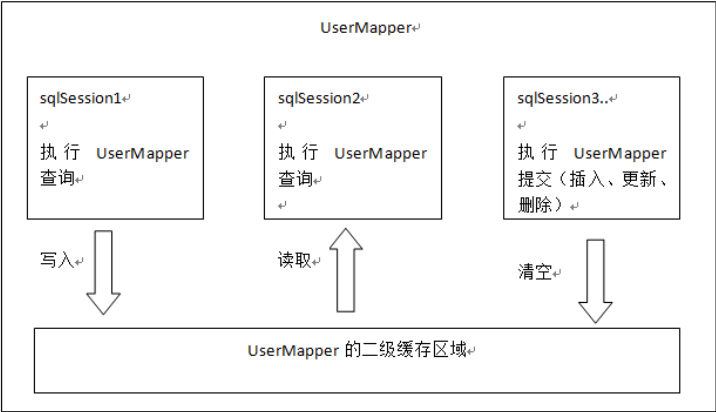 UserMapper
sqlSession1
执行 UserMapper
查询
sqlSession2
执行 UserMapper
查询
sqlSession3..
执行 UserMapper
提交（插入、更新、
删除）
写入
读取
清空
UserMapper 的二级缓存区域